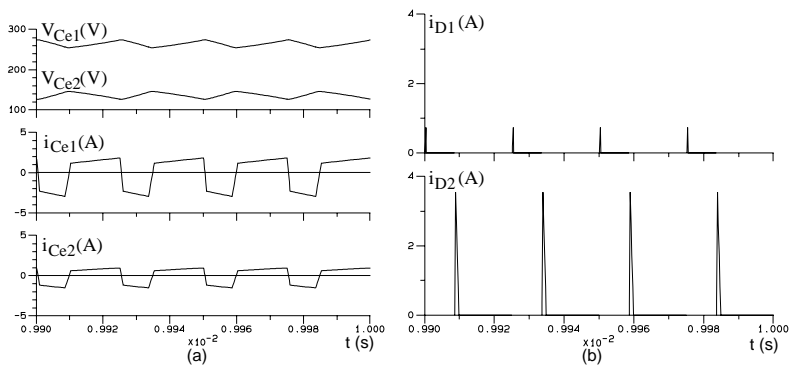 V_Ce1(V)
300
V_Ce2(V)
200
100
i_Ce1(A)
5
0
-5
i_Ce2(A)
5
0
-5
0.990 0.992 0.994 0.996 0.998 1.000
x10⁻² t (s)
(a)
i_D1(A)
4
2
0
i_D2(A)
4
2
0
0.990 0.992 0.994 0.996 0.998 1.000
x10⁻² t (s)
(b)